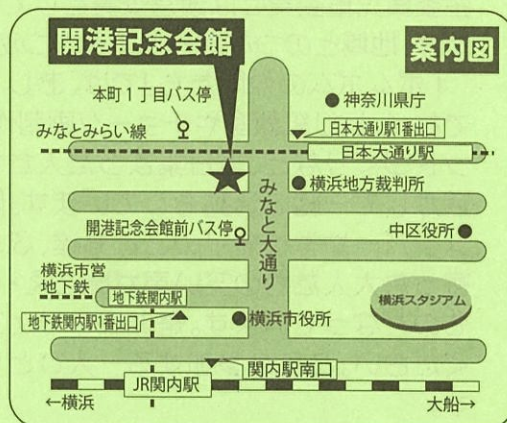 開港記念会館
案内図
本町1丁目バス停
神奈川県庁
みなとみらい線
日本大通り駅1番出口
日本大通り駅
みなと大通り
横浜地方裁判所
開港記念会館前バス停
中区役所
横浜市営
地下鉄
地下鉄関内駅
横浜スタジアム
地下鉄関内駅1番出口
横浜市役所
関内駅南口
JR関内駅
←横浜
大船→